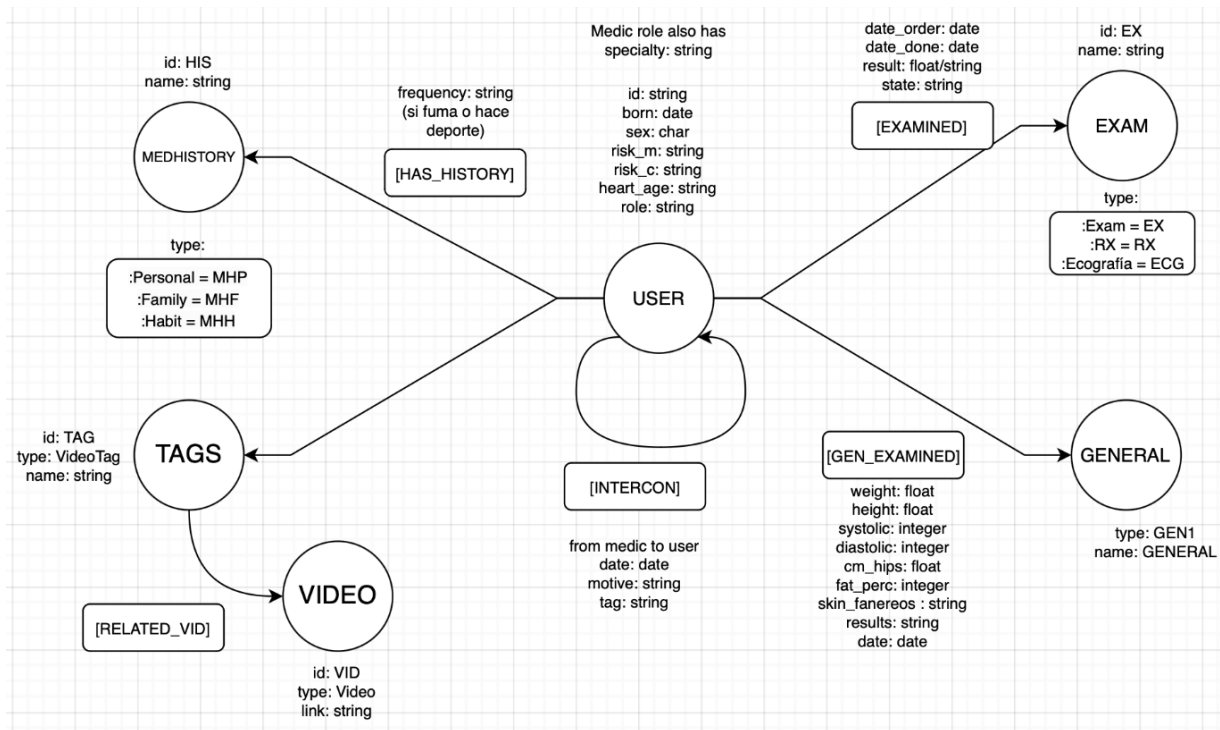 Medic role also has
specialty: string
id: string
born: date
sex: char
risk_m: string
risk_c: string
heart_age: string
role: string
USER
id: HIS
name: string
MEDHISTORY
type:
:Personal = MHP
:Family = MHF
:Habit = MHH
frequency: string
(si fuma o hace
deporte)
[HAS_HISTORY]
date_order: date
date_done: date
result: float/string
state: string
[EXAMINED]
id: EX
name: string
EXAM
type:
:Exam = EX
:RX = RX
:Ecografía = ECG
id: TAG
type: VideoTag
name: string
TAGS
[RELATED_VID]
VIDEO
id: VID
type: Video
link: string
[INTERCON]
from medic to user
date: date
motive: string
tag: string
[GEN_EXAMINED]
weight: float
height: float
systolic: integer
diastolic: integer
cm_hips: float
fat_perc: integer
skin_fanereos : string
results: string
date: date
GENERAL
type: GEN1
name: GENERAL